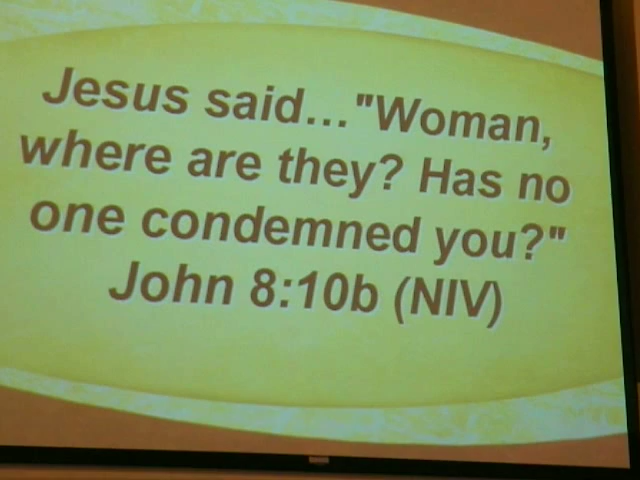 Jesus said..."Woman,
where are they? Has no
one condemned you?"
John 8:10b (NIV)